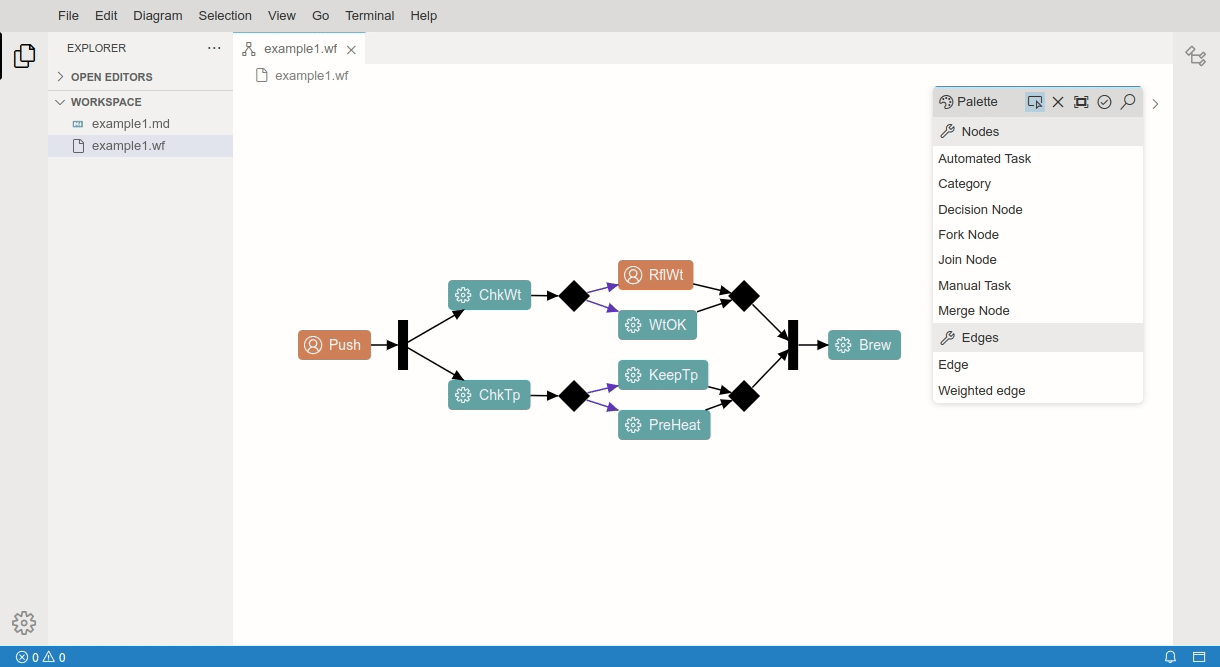 File Edit Diagram Selection View Go Terminal Help
EXPLORER
OPEN EDITORS
WORKSPACE
example1.md
example1.wf
example1.wf
example1.wf
Push
ChkWt
ChkTp
RflWt
WtOK
KeepTp
PreHeat
Brew
Palette
Nodes
Automated Task
Category
Decision Node
Fork Node
Join Node
Manual Task
Merge Node
Edges
Edge
Weighted edge
0 0